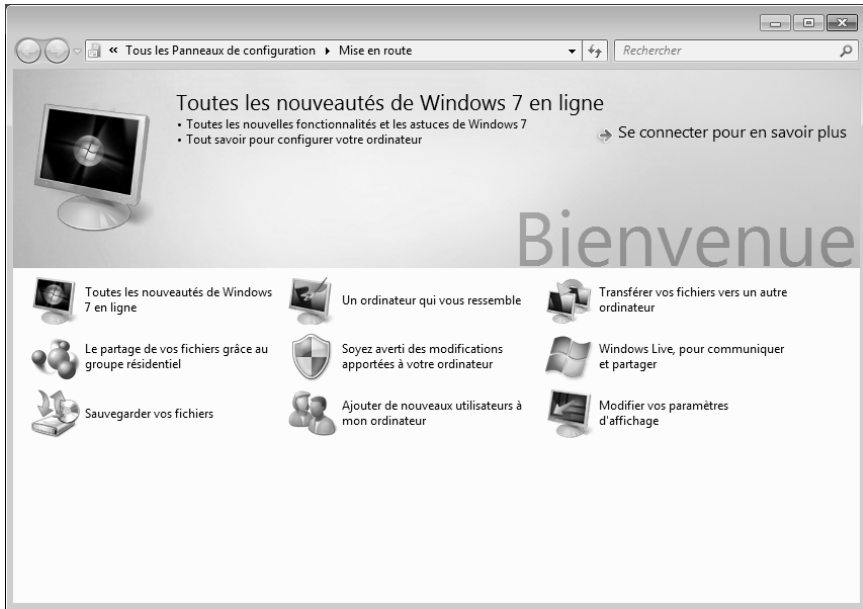 « Tous les Panneaux de configuration ▸ Mise en route
Rechercher
Toutes les nouveautés de Windows 7 en ligne
• Toutes les nouvelles fonctionnalités et les astuces de Windows 7
• Tout savoir pour configurer votre ordinateur
Se connecter pour en savoir plus
Bienvenue
Toutes les nouveautés de Windows
7 en ligne
Un ordinateur qui vous ressemble
Transférer vos fichiers vers un autre
ordinateur
Le partage de vos fichiers grâce au
groupe résidentiel
Soyez averti des modifications
apportées à votre ordinateur
Windows Live, pour communiquer
et partager
Sauvegarder vos fichiers
Ajouter de nouveaux utilisateurs à
mon ordinateur
Modifier vos paramètres
d'affichage